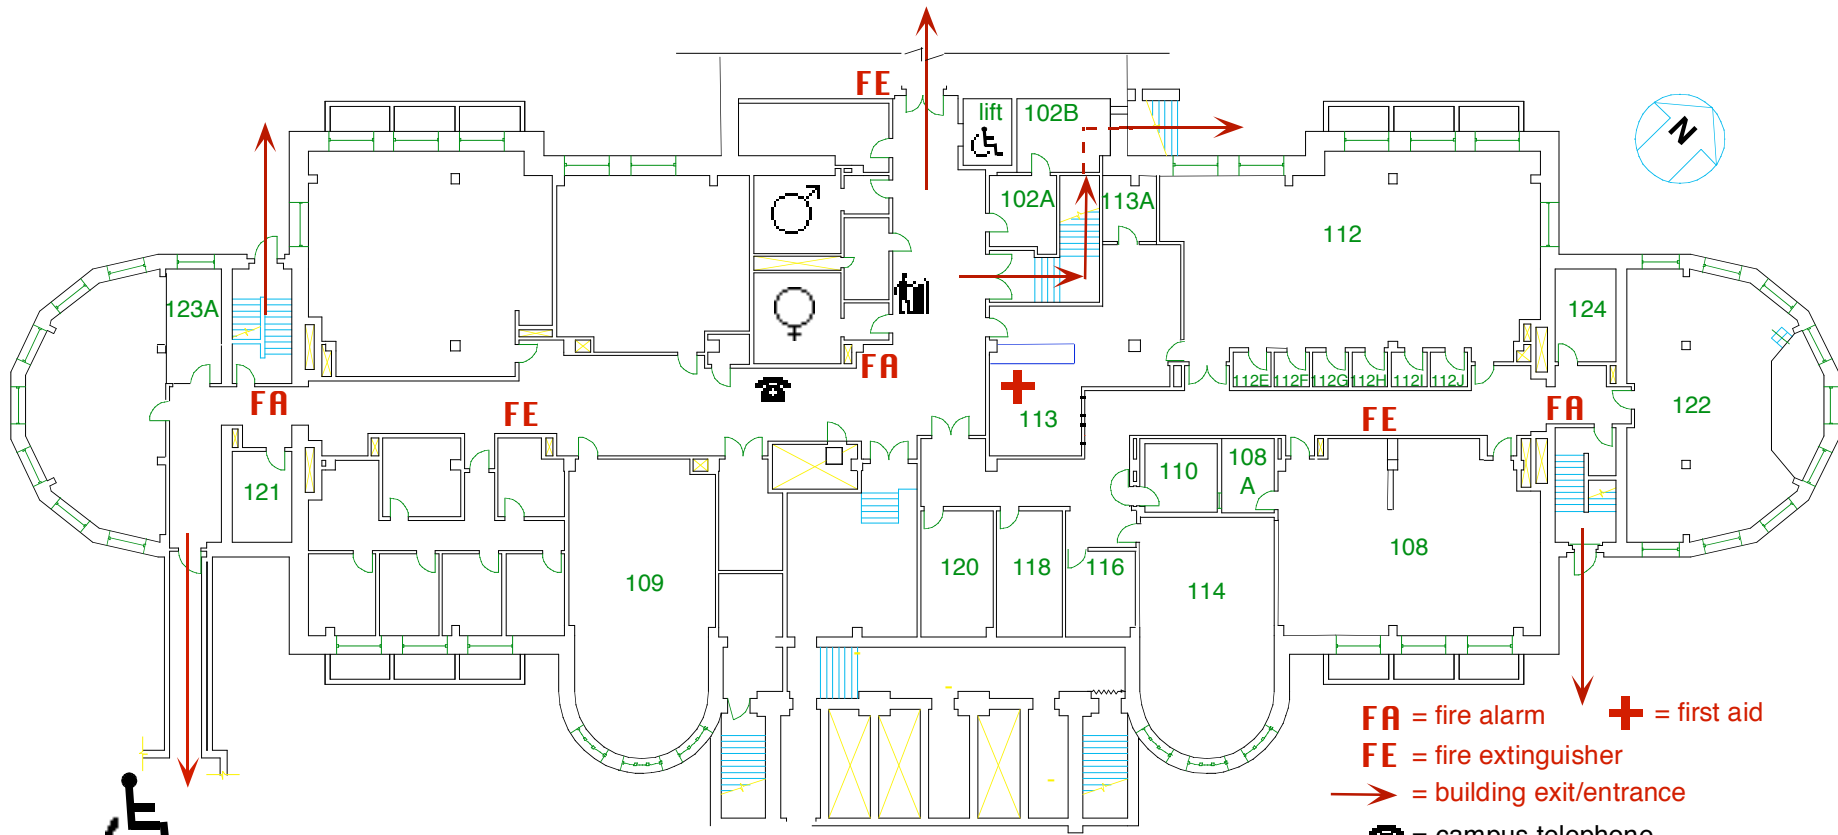 FE
lift
102B
N
102A
113A
112
123A
124
FA
112E
112F
112G
112H
112I
112J
FA
FE
113
FE
FA
122
121
110
108
A
109
120
118
116
114
108
FA = fire alarm
= first aid
FE = fire extinguisher
= building exit/entrance
= campus telephone